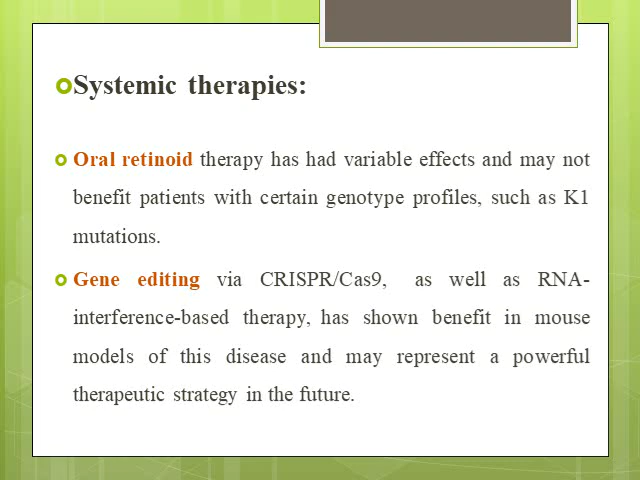 Systemic therapies:
Oral retinoid therapy has had variable effects and may not
benefit patients with certain genotype profiles, such as K1
mutations.
Gene editing via CRISPR/Cas9, as well as RNA-
interference-based therapy, has shown benefit in mouse
models of this disease and may represent a powerful
therapeutic strategy in the future.